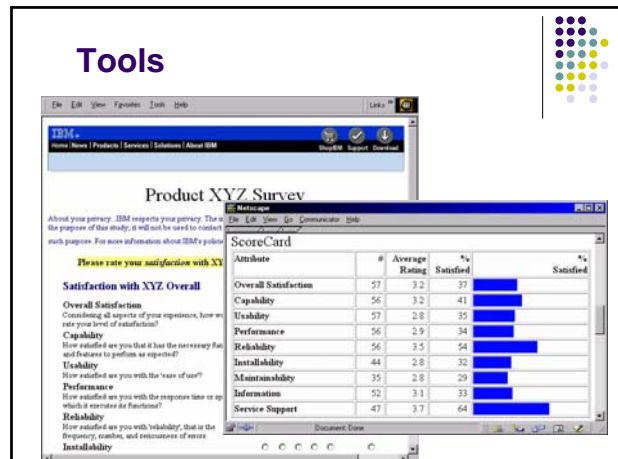 Tools
File Edit View Favorites Tools Help
Links »
IBM.
Home | News | Products | Services | Solutions | About IBM
ShopIBM Support Download
Product XYZ Survey
About your privacy...IBM respects your privacy. The
the purpose of this study; it will not be used to contact
such purpose. For more information about IBM's
Please rate your satisfaction with XY
Satisfaction with XYZ Overall
Overall Satisfaction
Considering all aspects of your experience, how
rate your level of satisfaction?
Capability
How satisfied are you that it has the necessary
and features to perform as expected?
Usability
How satisfied are you with the 'ease of use'?
Performance
How satisfied are you with the response time or
which it executes its functions?
Reliability
How satisfied are you with 'reliability', that is the
frequency, number, and seriousness of errors
Installability
Netscape
File Edit View Go Communicator Help
ScoreCard
Attribute # Average Rating % Satisfied % Satisfied
Overall Satisfaction 57 3.2 37
Capability 56 3.2 41
Usability 57 2.8 35
Performance 56 2.9 34
Reliability 56 3.5 54
Installability 44 2.8 32
Maintainability 35 2.8 29
Information 52 3.1 33
Service Support 47 3.7 64
Document: Done